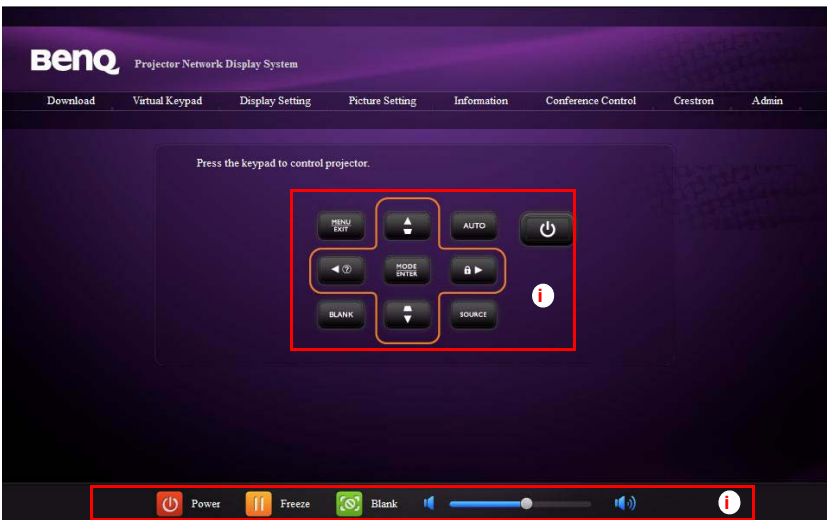 BenQ Projector Network Display System
Download Virtual Keypad Display Setting Picture Setting Information Conference Control Crestron Admin
Press the keypad to control projector.
MENU
EXIT
AUTO
?
MODE
ENTER
BLANK
SOURCE
i
Power Freeze Blank i